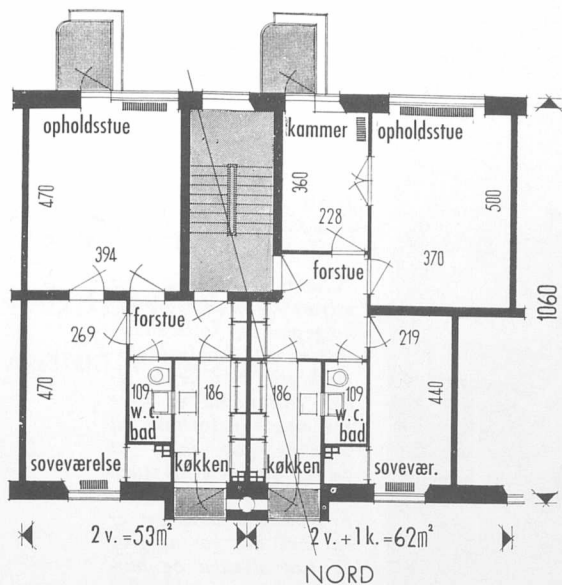 opholdsstue
kammer
opholdsstue
470
360
500
228
394
370
forstue
1060
forstue
269
219
470
109
186
186
109
440
w.c.
bad
w.c.
bad
soveværelse
køkken
køkken
sovevær.
2 v. = 53m²
2 v. + 1 k. = 62m²
NORD